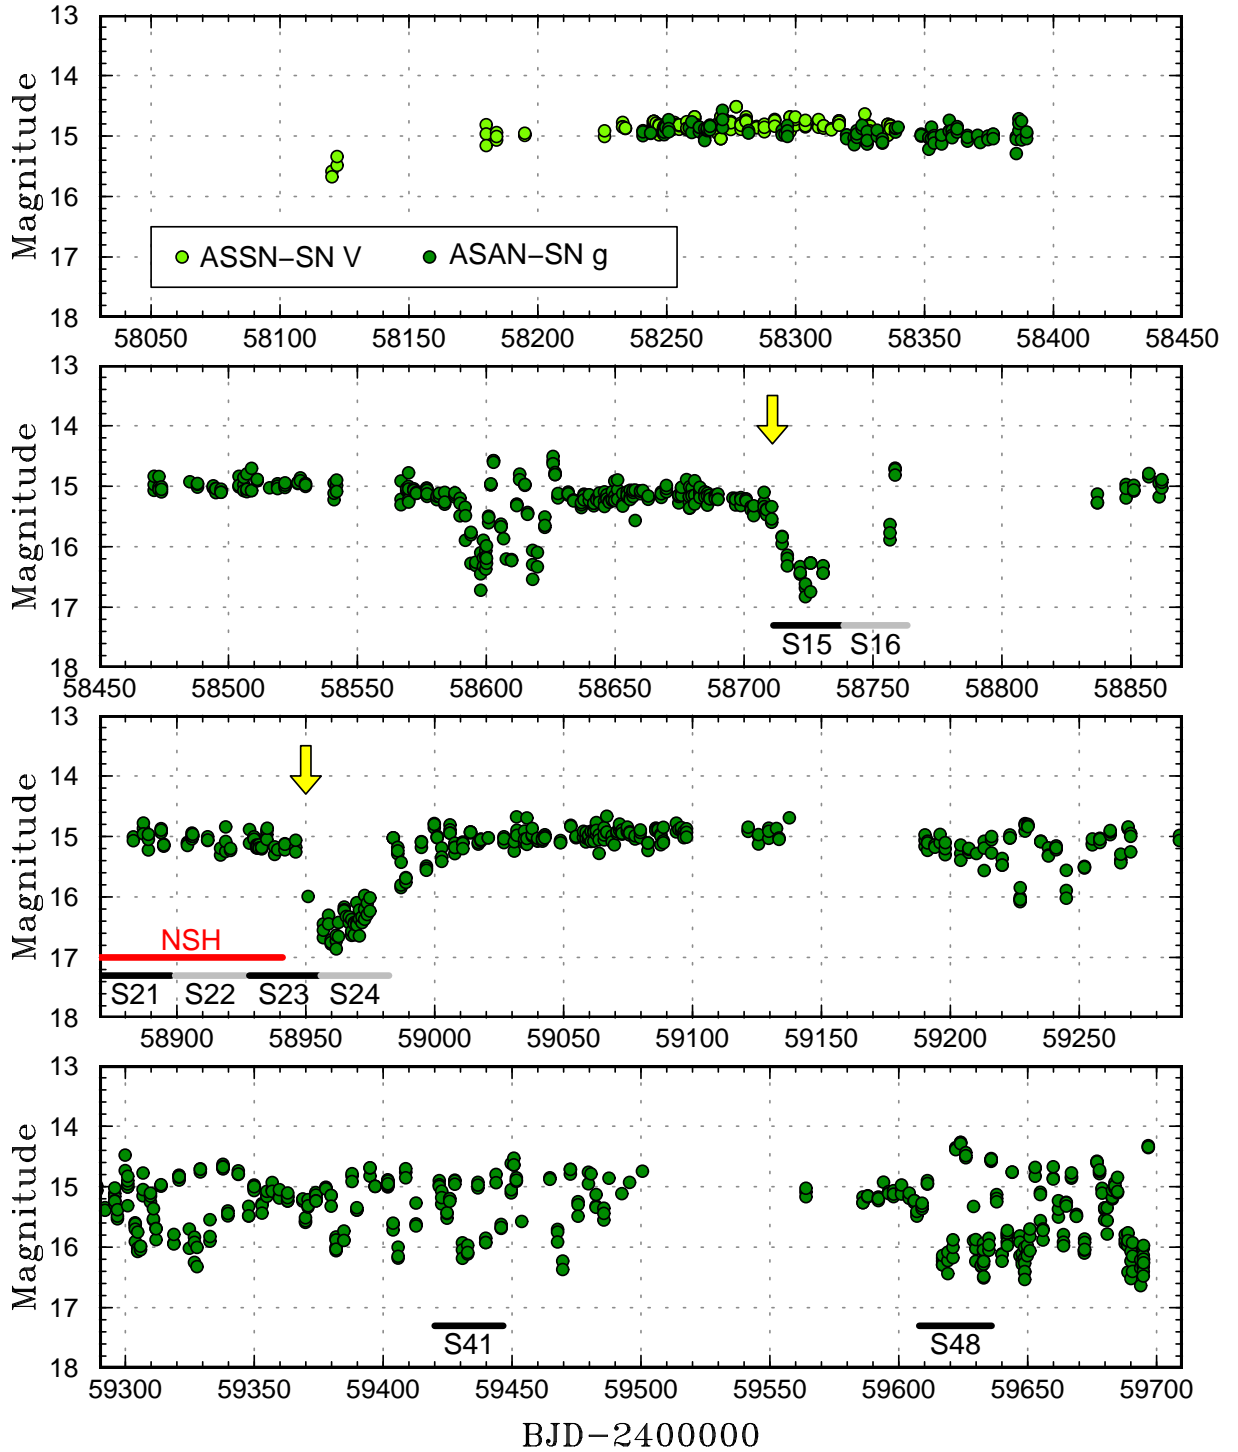 13
14
15
16
17
18
Magnitude
ASSN−SN V
ASAN−SN g
58050 58100 58150 58200 58250 58300 58350 58400 58450
13
14
15
16
17
18
Magnitude
S15 S16
58450 58500 58550 58600 58650 58700 58750 58800 58850
13
14
15
16
17
18
Magnitude
NSH
S21 S22 S23 S24
58900 58950 59000 59050 59100 59150 59200 59250
13
14
15
16
17
18
Magnitude
S41 S48
59300 59350 59400 59450 59500 59550 59600 59650 59700
BJD−2400000